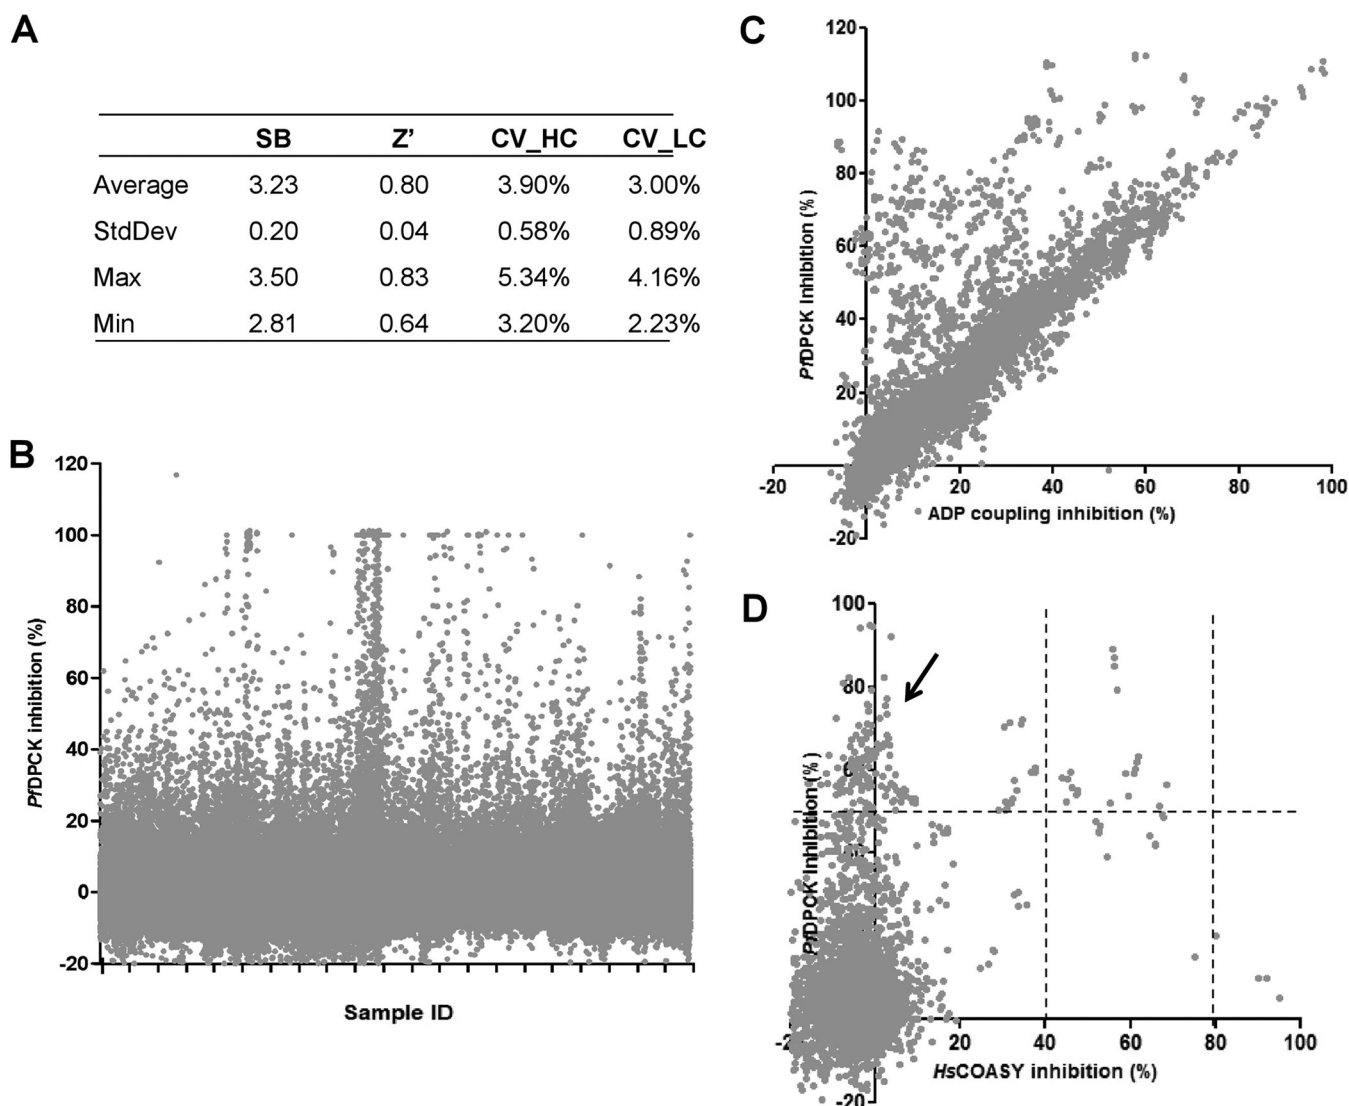 A
SB Z’ CV_HC CV_LC
Average 3.23 0.80 3.90% 3.00%
StdDev 0.20 0.04 0.58% 0.89%
Max 3.50 0.83 5.34% 4.16%
Min 2.81 0.64 3.20% 2.23%
B
120
100
80
60
40
20
0
-20
PfDPCK inhibition (%)
Sample ID
C
120
100
80
60
40
20
-20
PfDPCK inhibition (%)
-20 20 40 60 80 100
ADP coupling inhibition (%)
D
100
80
-20
PfDPCK inhibition (%)
20 40 60 80 100
HsCOASY inhibition (%)